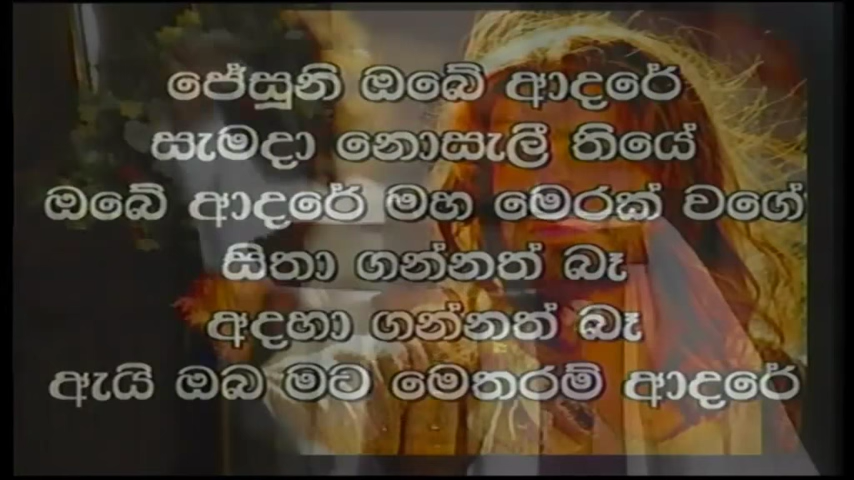 ජේසුනි ඔබේ ආදරේ
සැමදා නොසැලී තියේ
ඔබේ ආදරේ මහ මෙරක් වගේ
සිතා ගන්නත් බෑ
අදහා ගන්නත් බෑ
ඇයි ඔබ මට මෙතරම් ආදරේ